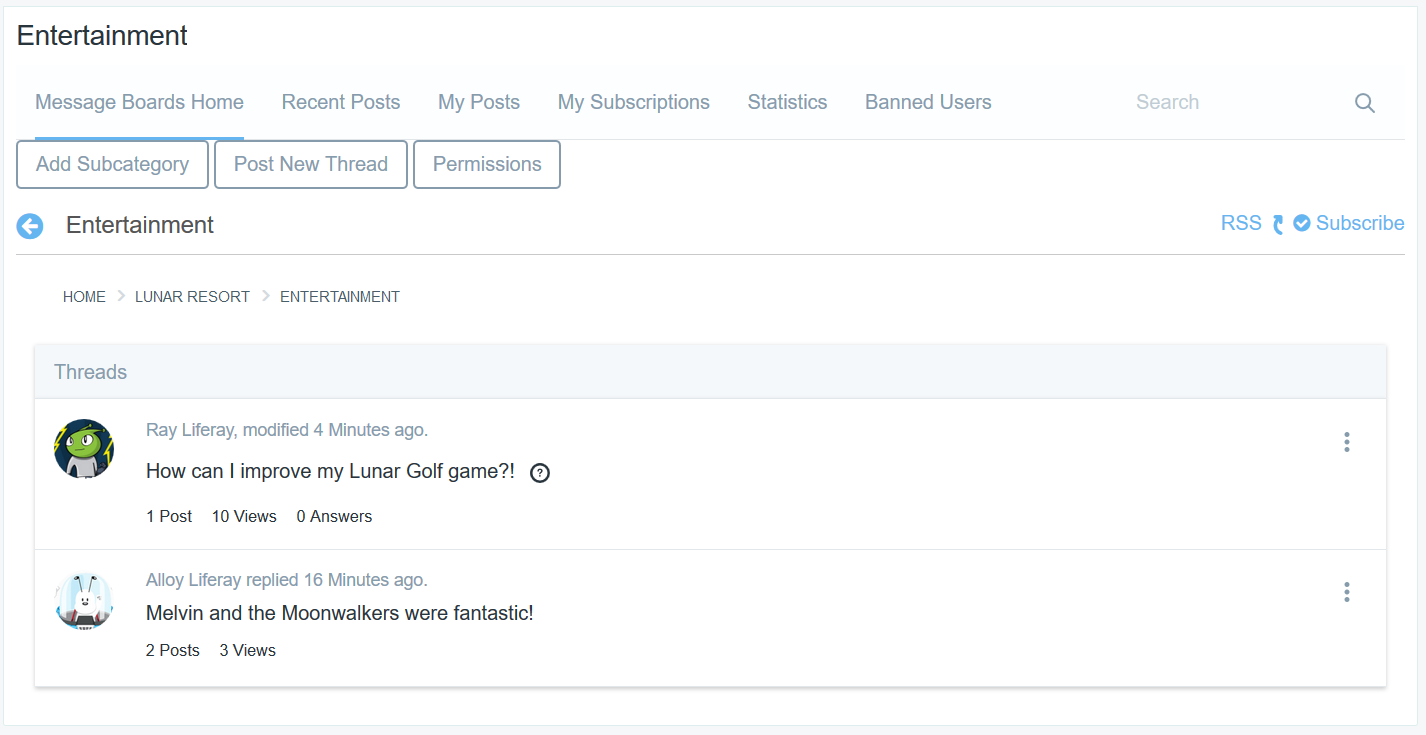 Entertainment
Message Boards Home Recent Posts My Posts My Subscriptions Statistics Banned Users Search
Add Subcategory Post New Thread Permissions
Entertainment RSS Subscribe
HOME LUNAR RESORT ENTERTAINMENT
Threads
Ray Liferay, modified 4 Minutes ago.
How can I improve my Lunar Golf game?! ?
1 Post 10 Views 0 Answers
Alloy Liferay replied 16 Minutes ago.
Melvin and the Moonwalkers were fantastic!
2 Posts 3 Views